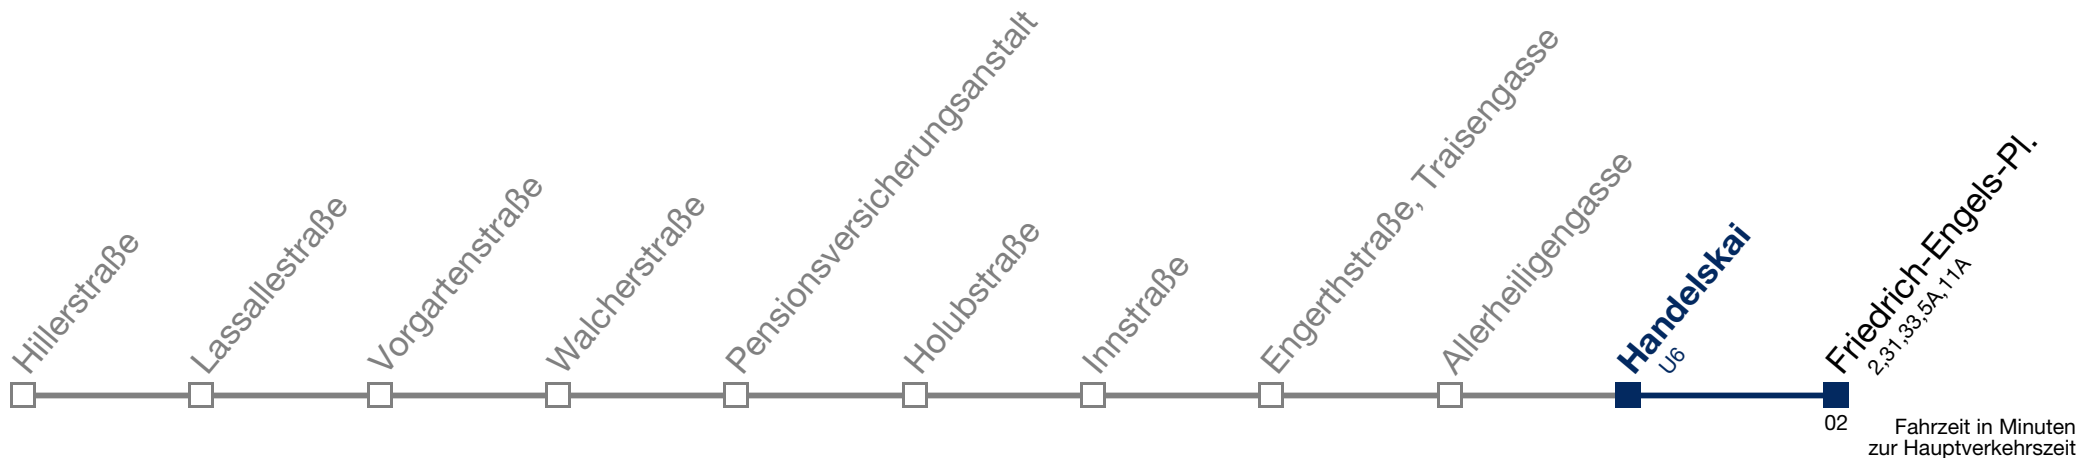 Hillerstraße
Lassallestraße
Vorgartenstraße
Walcherstraße
Pensionsversicherungsanstalt
Holubstraße
Innstraße
Engerthstraße, Traisengasse
Allerheiligengasse
Handelskai
U6
Friedrich-Engels-Pl.
2,31,33,5A,11A
02
Fahrzeit in Minuten
zur Hauptverkehrszeit